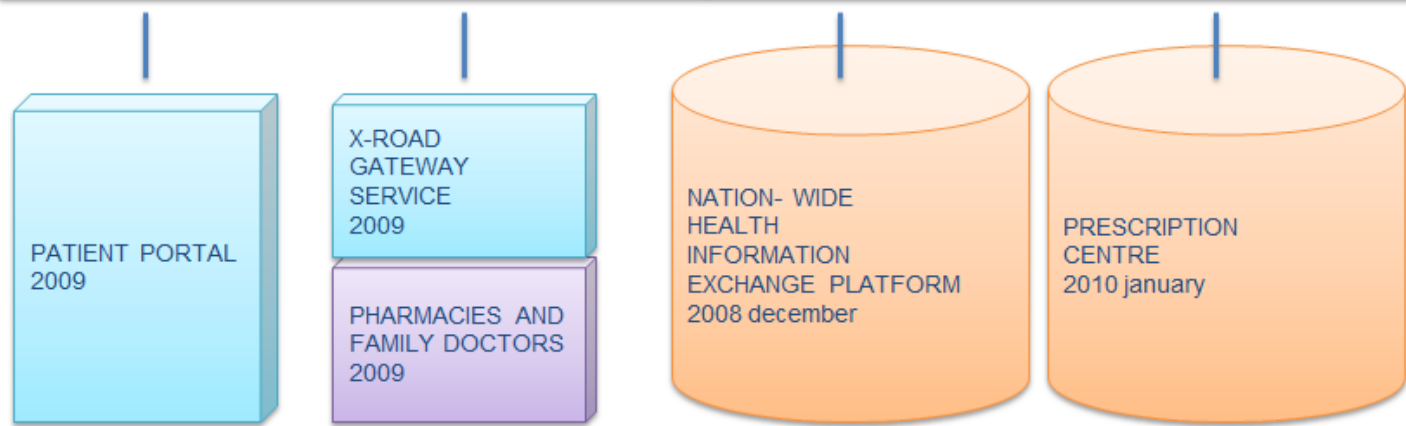 PATIENT PORTAL
2009
X-ROAD
GATEWAY
SERVICE
2009
PHARMACIES AND
FAMILY DOCTORS
2009
NATION- WIDE
HEALTH
INFORMATION
EXCHANGE PLATFORM
2008 december
PRESCRIPTION
CENTRE
2010 january